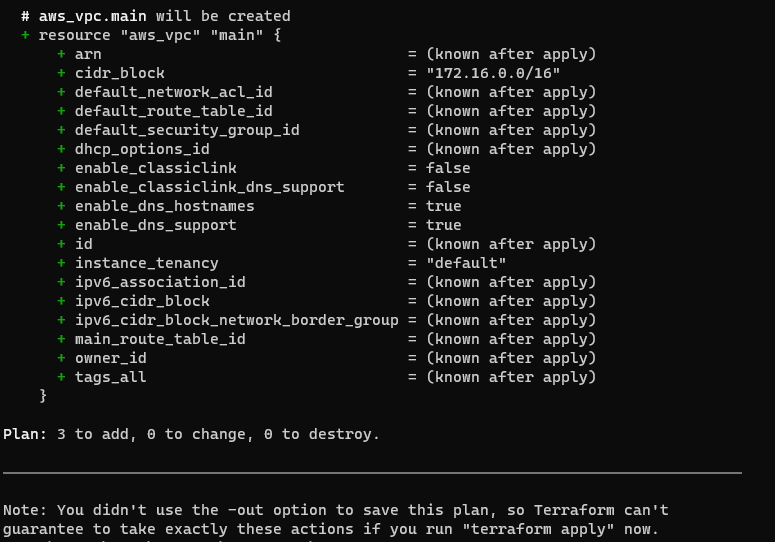 # aws_vpc.main will be created
+ resource "aws_vpc" "main" {
+ arn = (known after apply)
+ cidr_block = "172.16.0.0/16"
+ default_network_acl_id = (known after apply)
+ default_route_table_id = (known after apply)
+ default_security_group_id = (known after apply)
+ dhcp_options_id = (known after apply)
+ enable_classiclink = false
+ enable_classiclink_dns_support = false
+ enable_dns_hostnames = true
+ enable_dns_support = true
+ id = (known after apply)
+ instance_tenancy = "default"
+ ipv6_association_id = (known after apply)
+ ipv6_cidr_block = (known after apply)
+ ipv6_cidr_block_network_border_group = (known after apply)
+ main_route_table_id = (known after apply)
+ owner_id = (known after apply)
+ tags_all = (known after apply)
}
Plan: 3 to add, 0 to change, 0 to destroy.
Note: You didn't use the -out option to save this plan, so Terraform can't
guarantee to take exactly these actions if you run "terraform apply" now.